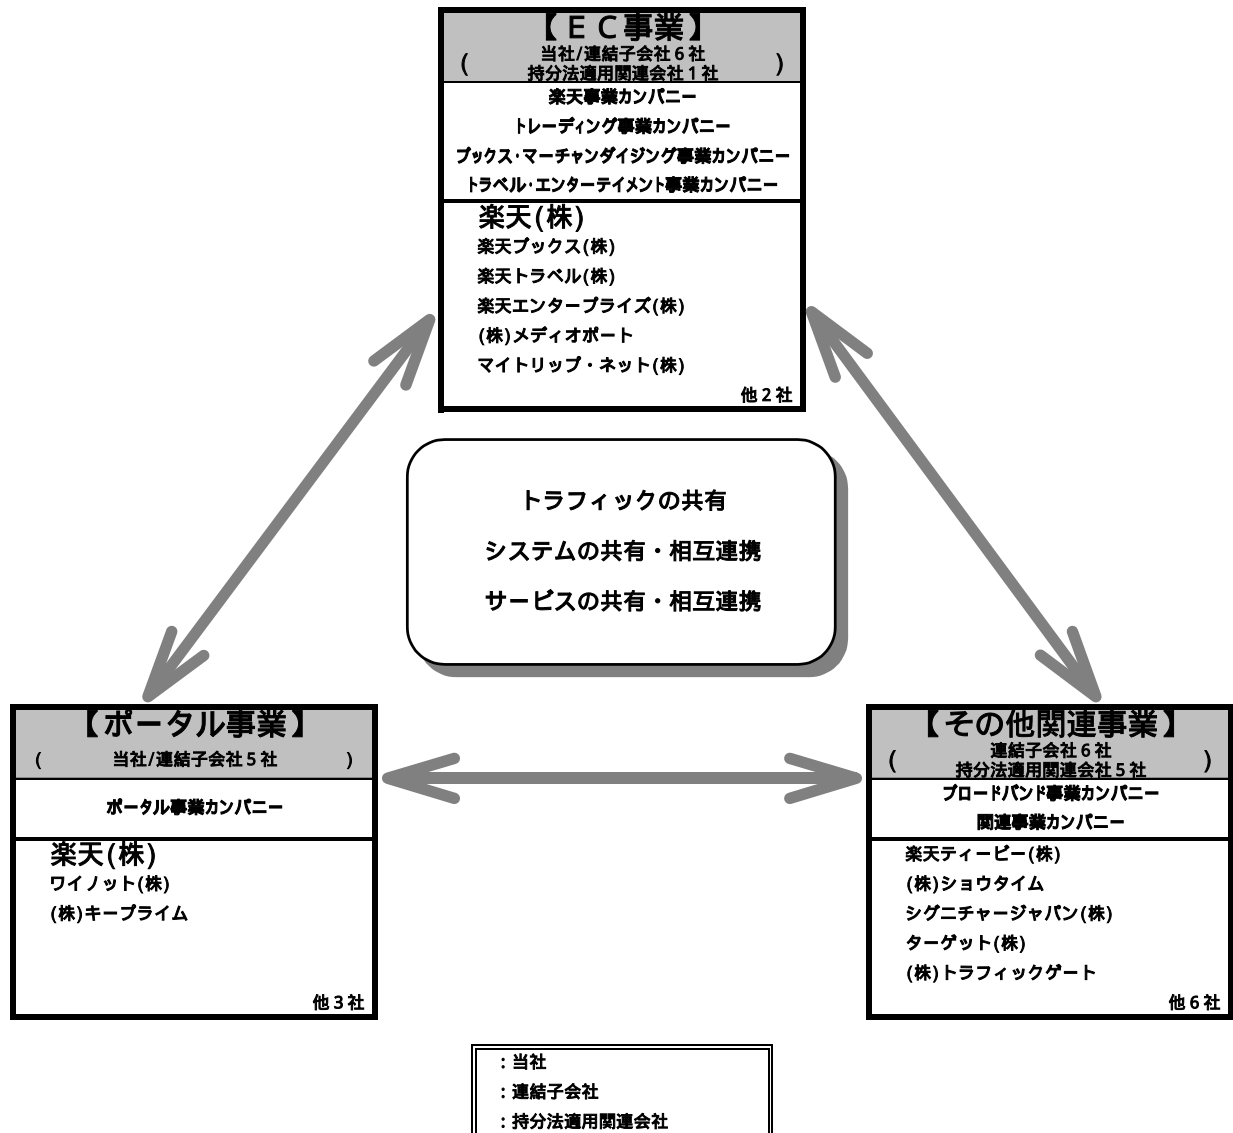 【ＥＣ事業】
(当社/連結子会社６社
持分法適用関連会社１社)
楽天事業カンパニー
トレーディング事業カンパニー
ブックス・マーチャンダイジング事業カンパニー
トラベル・エンターテイメント事業カンパニー
楽天(株)
楽天ブックス(株)
楽天トラベル(株)
楽天エンタープライズ(株)
(株)メディオポート
マイトリップ・ネット(株)
他２社
トラフィックの共有
システムの共有・相互連携
サービスの共有・相互連携
【ポータル事業】
(当社/連結子会社５社)
ポータル事業カンパニー
楽天(株)
ワイノット(株)
(株)キープライム
他３社
【その他関連事業】
(連結子会社６社
持分法適用関連会社５社)
ブロードバンド事業カンパニー
関連事業カンパニー
楽天ティービー(株)
(株)ショウタイム
シグニチャージャパン(株)
ターゲット(株)
(株)トラフィックゲート
他６社
：当社
：連結子会社
：持分法適用関連会社